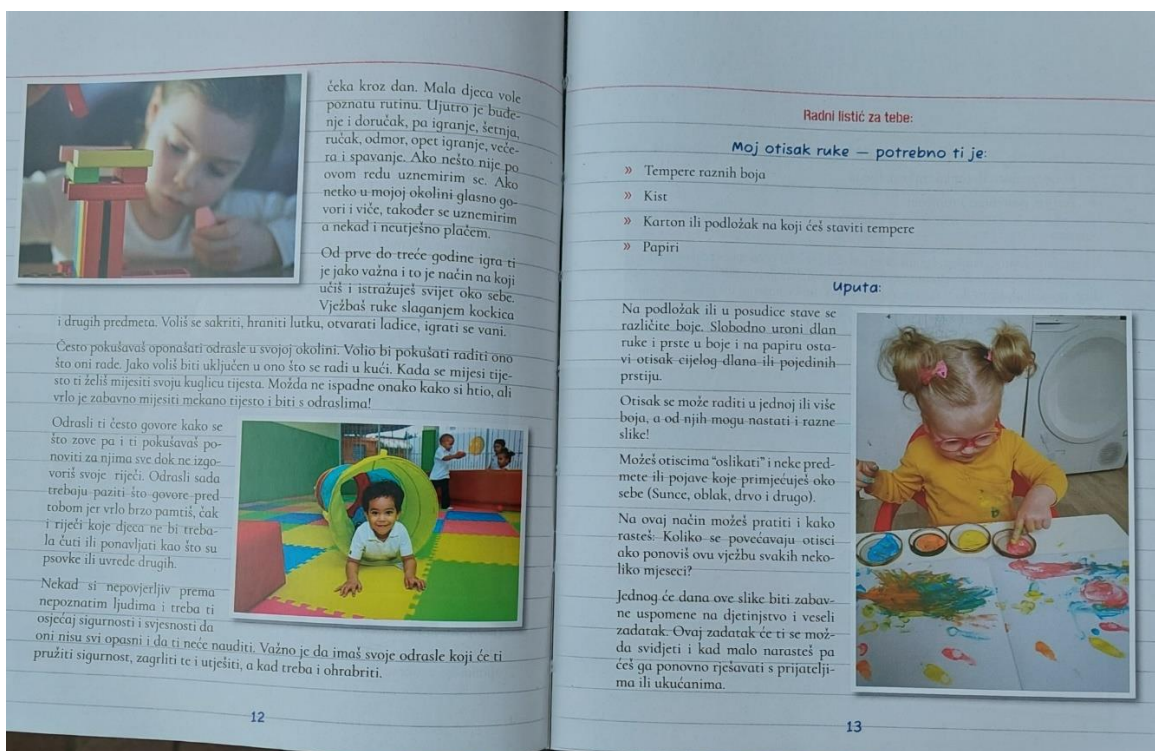 čeka kroz dan. Mala djeca vole
poznatu rutinu. Ujutro je buđe-
nje i doručak, pa igranje, šetnja,
ručak, odmor, opet igranje, veče-
ra i spavanje. Ako nešto nije po
ovom redu uznemirim se. Ako
netko u mojoj okolini glasno go-
vori i viče, također se uznemirim
a nekad i neutješno plačem.
Od prve do treće godine igra ti
je jako važna i to je način na koji
učiš i istražuješ svijet oko sebe.
Vježbaš ruke slaganjem kockica
i drugih predmeta. Voliš se sakriti, hraniti lutku, otvarati ladice, igrati se vani.
Često pokušavaš oponašati odrasle u svojoj okolini. Volio bi pokušati raditi ono
što oni rade. Jako voliš biti uključen u ono što se radi u kući. Kada se mijesi tije-
sto ti želiš mijesiti svoju kuglicu tijesta. Možda ne ispadne onako kako si htio, ali
vrlo je zabavno mijesiti mekano tijesto i biti s odraslima!
Odrasli ti često govore kako se
što zove pa i ti pokušavaš po-
noviti za njima sve dok ne izgo-
voriš svoje riječi. Odrasli sada
trebaju paziti što govore pred
tobom jer vrlo brzo pamtiš, čak
i riječi koje djeca ne bi treba-
la čuti ili ponavljati kao što su
psovke ili uvrede drugih.
Nekad si nepovjerljiv prema
nepoznatim ljudima i treba ti
osjećaj sigurnosti i svjesnosti da
oni nisu svi opasni i da ti neće nauditi. Važno je da imaš svoje odrasle koji će ti
pružiti sigurnost, zagrliti te i utješiti, a kad treba i ohrabriti.
12
Radni listić za tebe:
Moj otisak ruke – potrebno ti je:
» Tempere raznih boja
» Kist
» Karton ili podložak na koji ćeš staviti tempere
» Papiri
Uputa:
Na podložak ili u posudice stave se
različite boje. Slobodno uroni dlan
ruke i prste u boje i na papiru osta-
vi otisak cijelog dlana ili pojedinih
prstiju.
Otisak se može raditi u jednoj ili više
boja, a od njih mogu nastati i razne
slike!
Možeš otiscima "oslikati" i neke pred-
mete ili pojave koje primjećuješ oko
sebe (Sunce, oblak, drvo i drugo).
Na ovaj način možeš pratiti i kako
rasteš: Koliko se povećavaju otisci
ako ponoviš ovu vježbu svakih neko-
liko mjeseci?
Jednog će dana ove slike biti zabav-
ne uspomene na djetinjstvo i veseli
zadatak. Ovaj zadatak će ti se mož-
da svidjeti i kad malo narasteš pa
ćeš ga ponovno rješavati s prijatelji-
ma ili ukućanima.
13